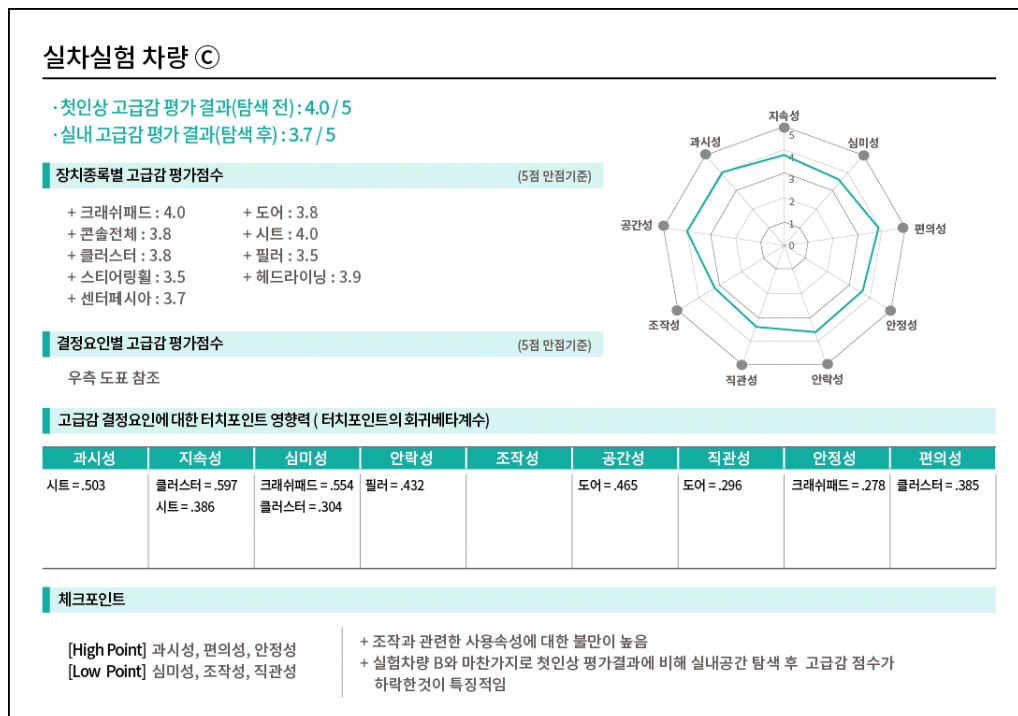 실차실험 차량 Ⓒ
·첫인상 고급감 평가 결과(탐색 전) : 4.0 / 5
·실내 고급감 평가 결과(탐색 후) : 3.7 / 5
장치종록별 고급감 평가점수 (5점 만점기준)
+ 크래쉬패드 : 4.0 + 도어 : 3.8
+ 콘솔전체 : 3.8 + 시트 : 4.0
+ 클러스터 : 3.8 + 필러 : 3.5
+ 스티어링휠 : 3.5 + 헤드라이닝 : 3.9
+ 센터페시아 : 3.7
결정요인별 고급감 평가점수 (5점 만점기준)
우측 도표 참조
지속성
과시성 심미성
공간성 편의성
조작성 안정성
직관성 안락성
5
4
3
2
1
0
고급감 결정요인에 대한 터치포인트 영향력 ( 터치포인트의 회귀베타계수)
과시성 지속성 심미성 안락성 조작성 공간성 직관성 안정성 편의성
시트 = .503 클러스터 = .597 크래쉬패드 = .554 필러 = .432 도어 = .465 도어 = .296 크래쉬패드 = .278 클러스터 = .385
시트 = .386 클러스터 = .304
체크포인트
[High Point] 과시성, 편의성, 안정성
[Low Point] 심미성, 조작성, 직관성
+ 조작과 관련한 사용속성에 대한 불만이 높음
+ 실험차량 B와 마찬가지로 첫인상 평가결과에 비해 실내공간 탐색 후 고급감 점수가
하락한것이 특징적임